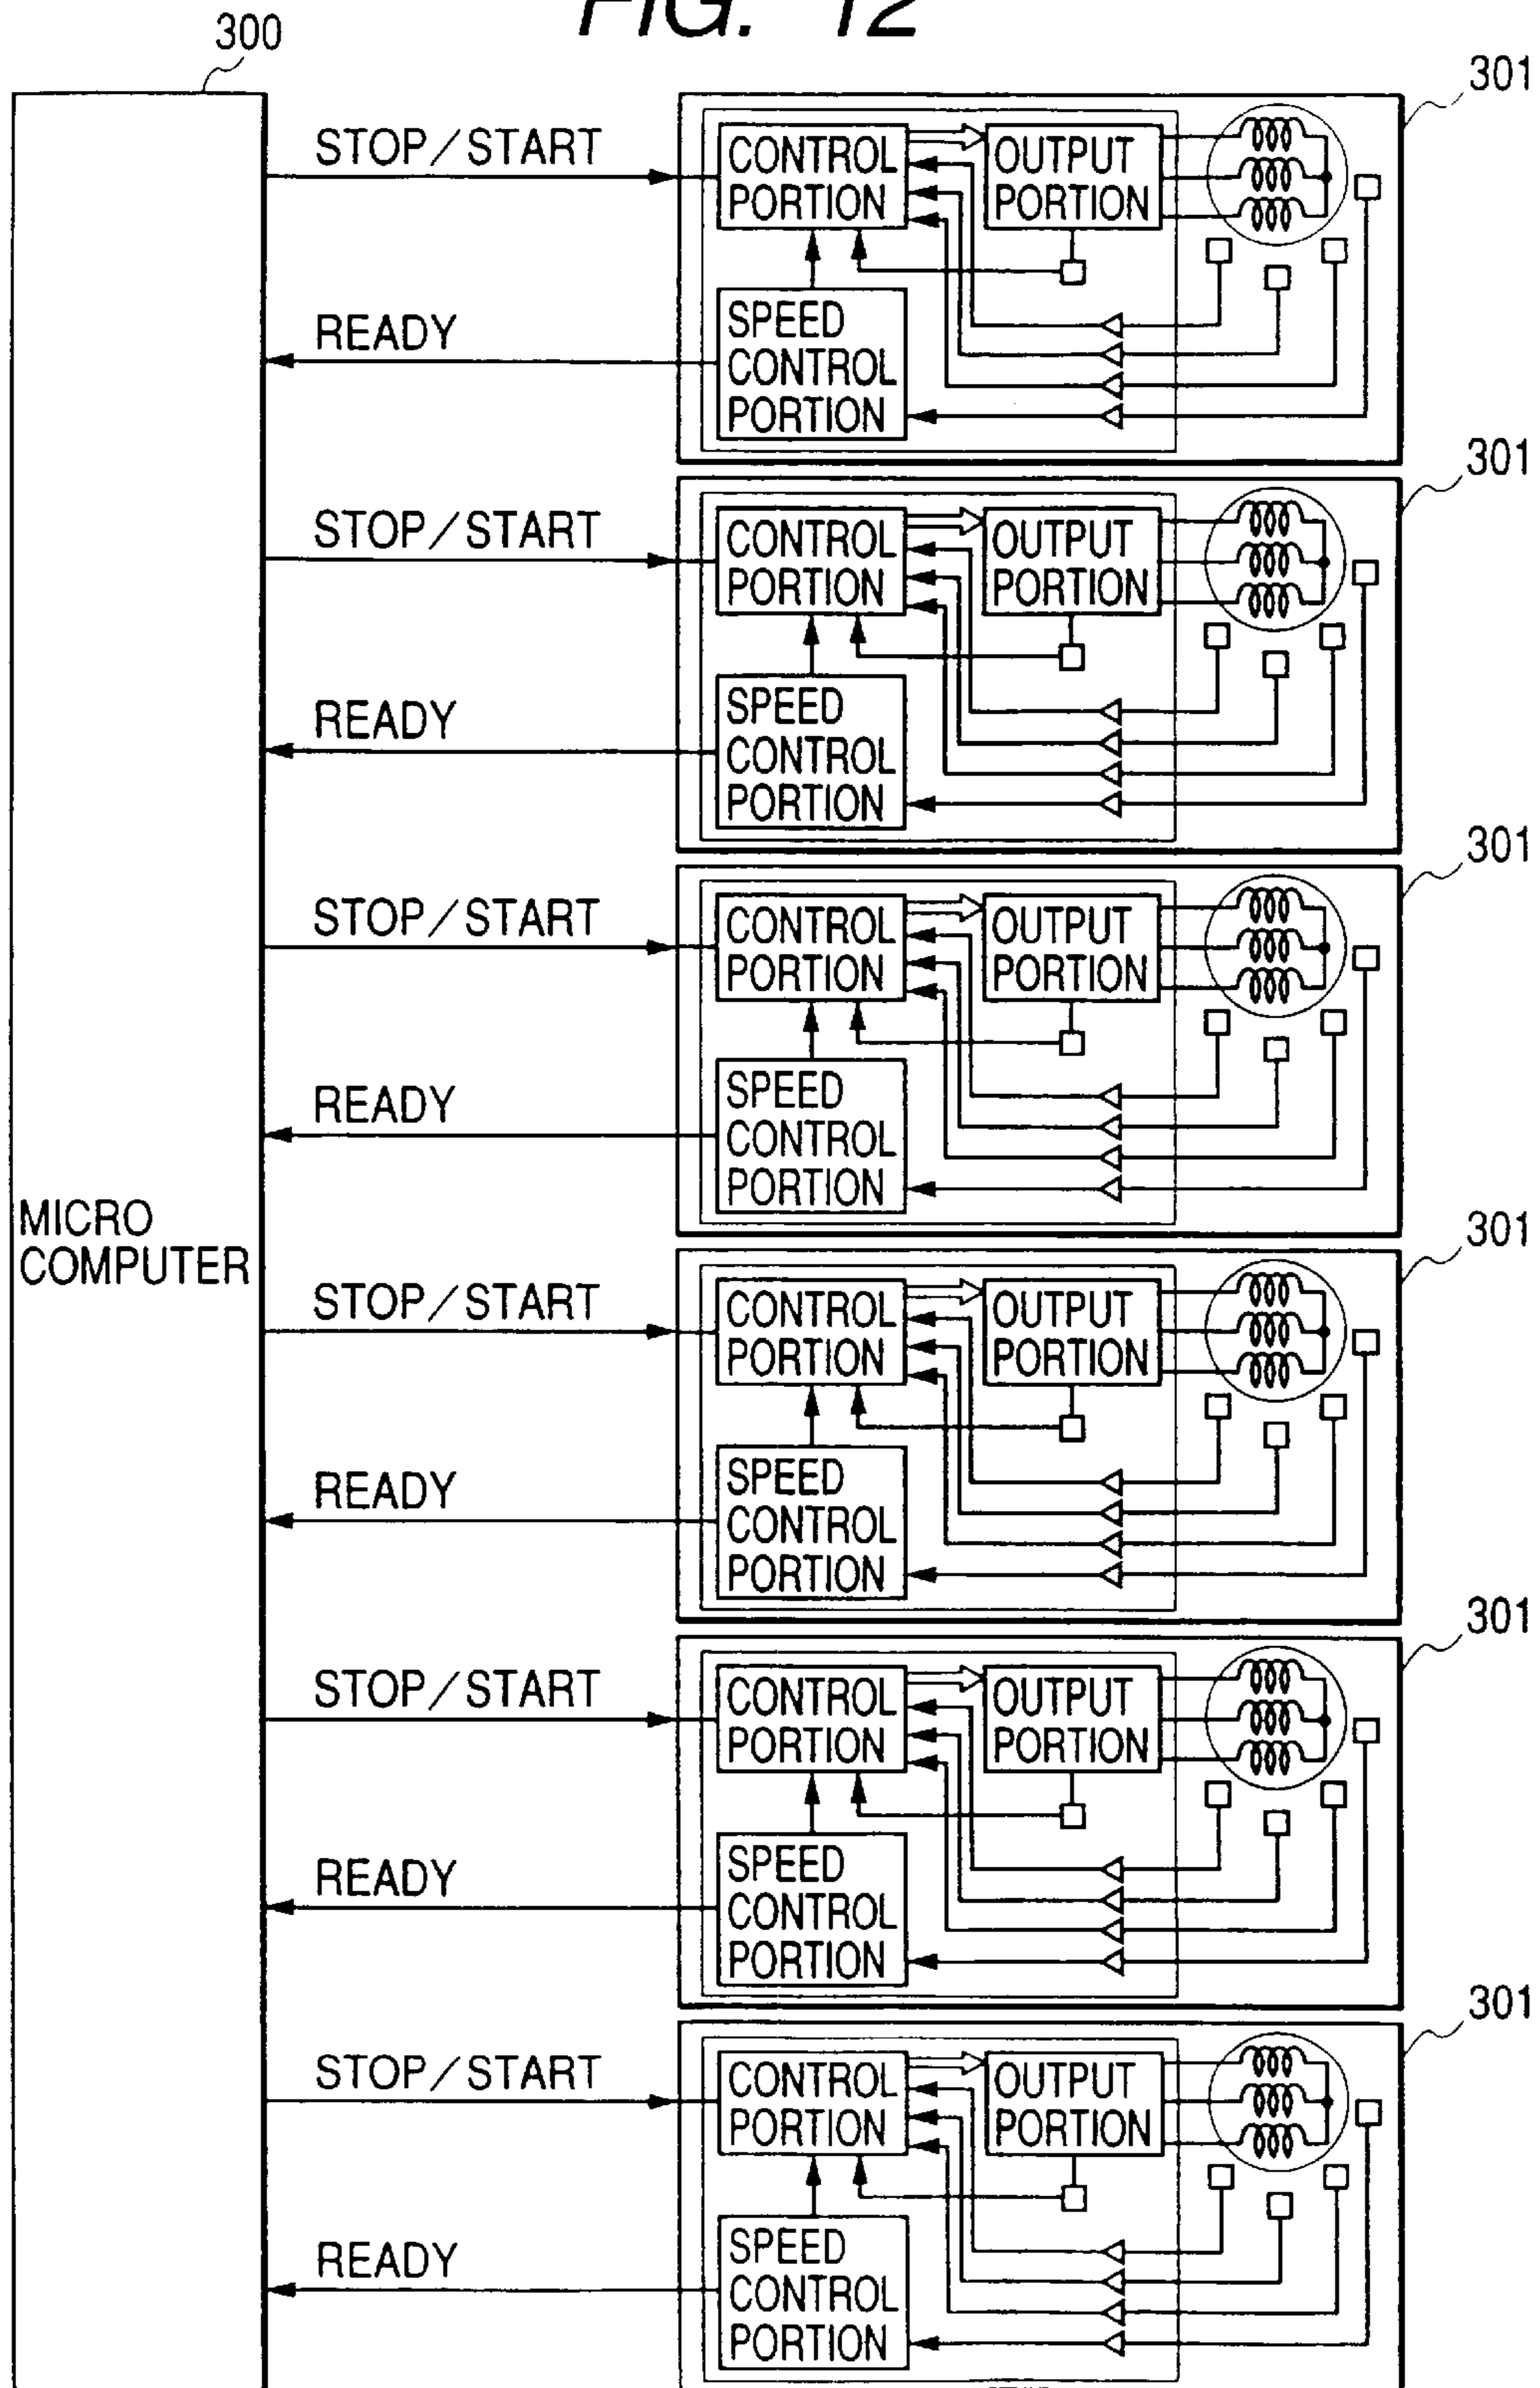 FIG. 12
300
301
STOP/START
CONTROL
PORTION
OUTPUT
PORTION
READY
SPEED
CONTROL
PORTION
301
STOP/START
CONTROL
PORTION
OUTPUT
PORTION
READY
SPEED
CONTROL
PORTION
301
STOP/START
CONTROL
PORTION
OUTPUT
PORTION
READY
SPEED
CONTROL
PORTION
MICRO
COMPUTER
301
STOP/START
CONTROL
PORTION
OUTPUT
PORTION
READY
SPEED
CONTROL
PORTION
301
STOP/START
CONTROL
PORTION
OUTPUT
PORTION
READY
SPEED
CONTROL
PORTION
301
STOP/START
CONTROL
PORTION
OUTPUT
PORTION
READY
SPEED
CONTROL
PORTION